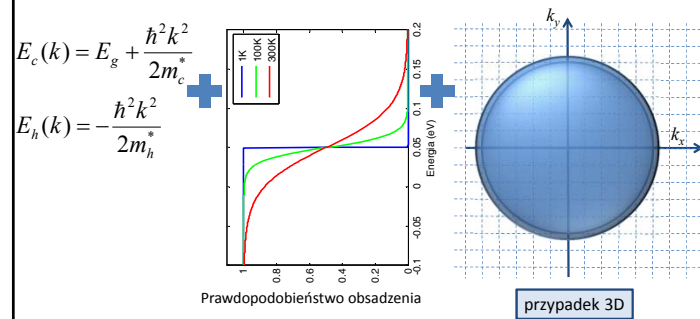 E_c(k) = E_g + ħ²k² / 2m_c^*
E_h(k) = - ħ²k² / 2m_h^*
1K
100K
300K
0.2
0.15
0.1
0.05
0
-0.05
-0.1
Energia (eV)
1
0.8
0.6
0.4
0.2
0
Prawdopodobieństwo obsadzenia
k_y
k_x
przypadek 3D